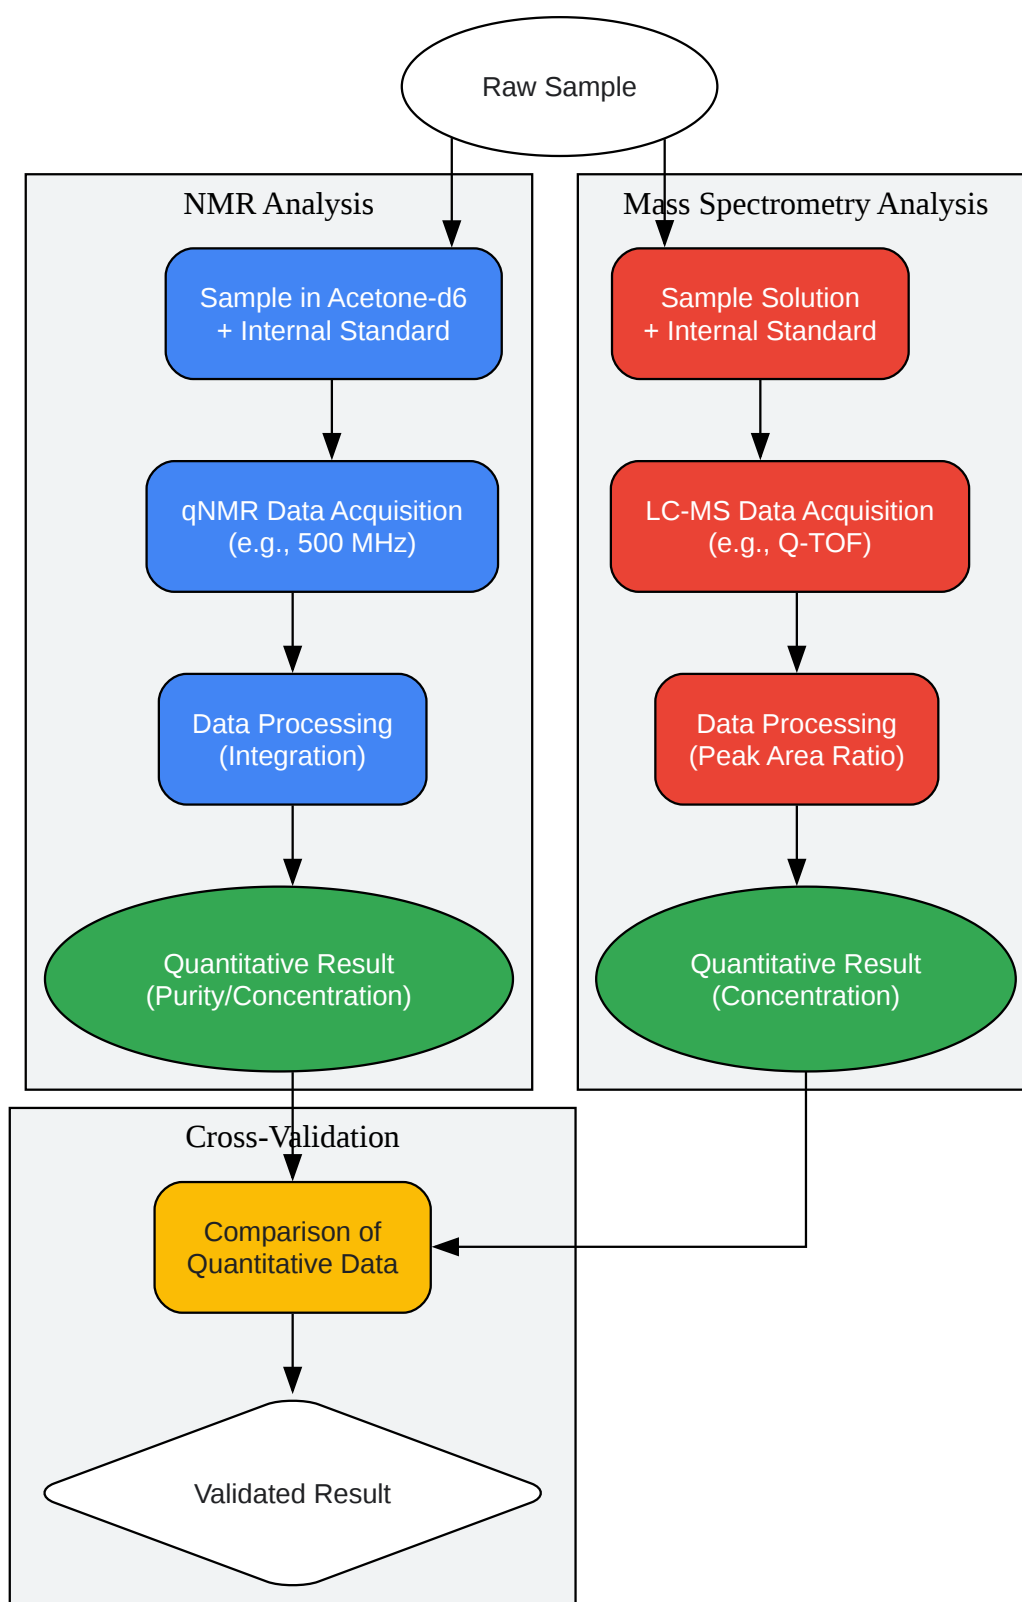 Raw Sample
NMR Analysis
Sample in Acetone-d6
+ Internal Standard
qNMR Data Acquisition
(e.g., 500 MHz)
Data Processing
(Integration)
Quantitative Result
(Purity/Concentration)
Mass Spectrometry Analysis
Sample Solution
+ Internal Standard
LC-MS Data Acquisition
(e.g., Q-TOF)
Data Processing
(Peak Area Ratio)
Quantitative Result
(Concentration)
Cross-Validation
Comparison of
Quantitative Data
Validated Result